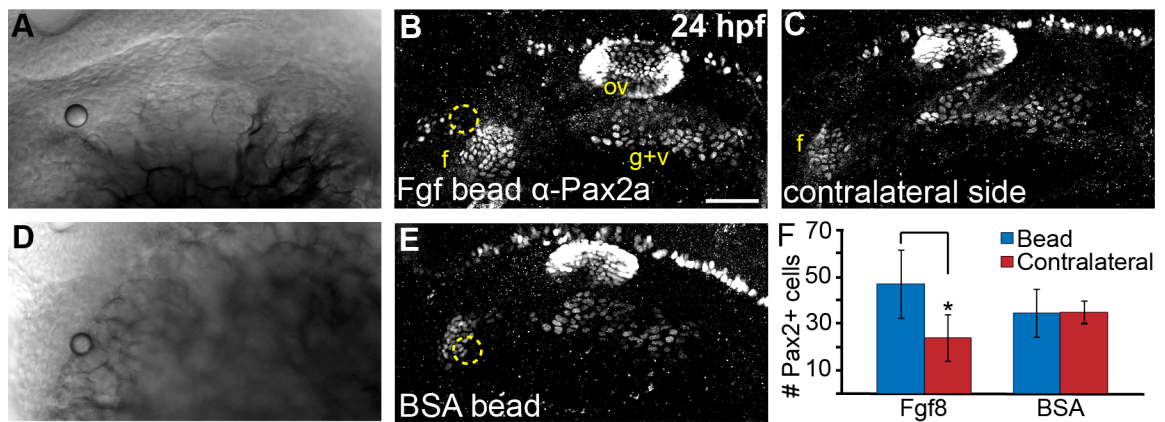 A
B
24 hpf
ov
f
g+v
Fgf bead α-Pax2a
C
f
contralateral side
D
E
BSA bead
F
70
50
30
10
# Pax2+ cells
Bead
Contralateral
*
Fgf8
BSA